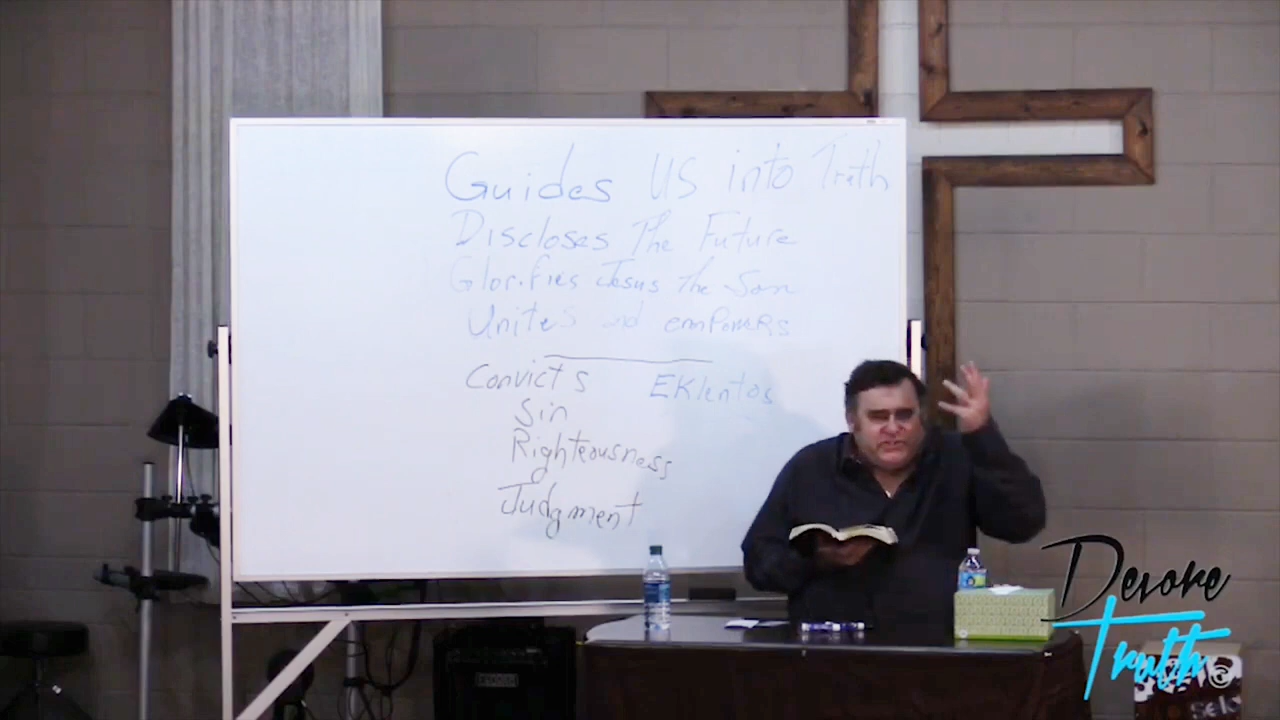 Guides US into Truth
Discloses The Future
Glorifies Jesus The Son
Unites and emPowers
Convicts EKlentos
Sin
Righteousness
Judgment
Desore
Truth